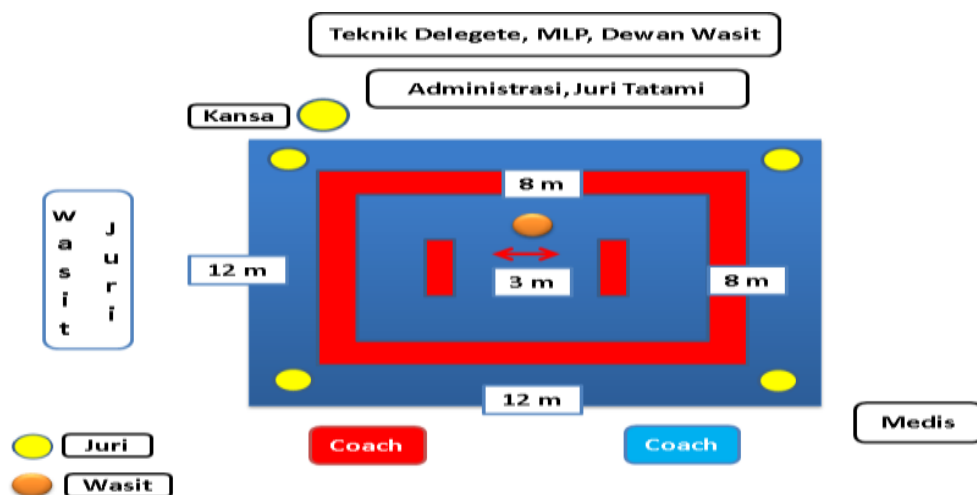 Teknik Delegete, MLP, Dewan Wasit
Administrasi,Juri Tatami
Kansa
8 m
Wasit
Juri
12 m
3 m
8 m
12 m
Medis
Coach
Coach
Juri
Wasit